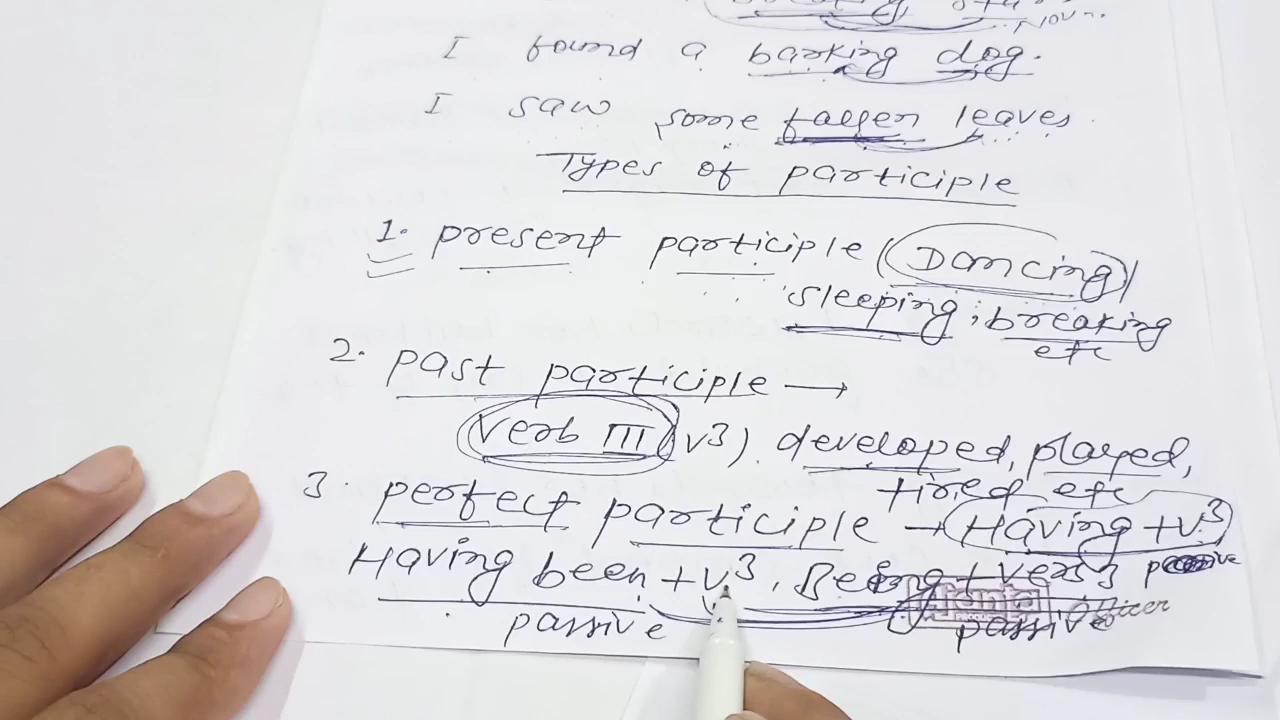 I found a barking dog.
I saw some fallen leaves.
Types of participle
1. present participle (Dancing)
sleeping, breaking
etc
2. past participle →
Verb III (v3). developed, played,
tired etc
3. perfect participle → Having + v3
Having been + v3. Being + verb 3
passive passive
Officer